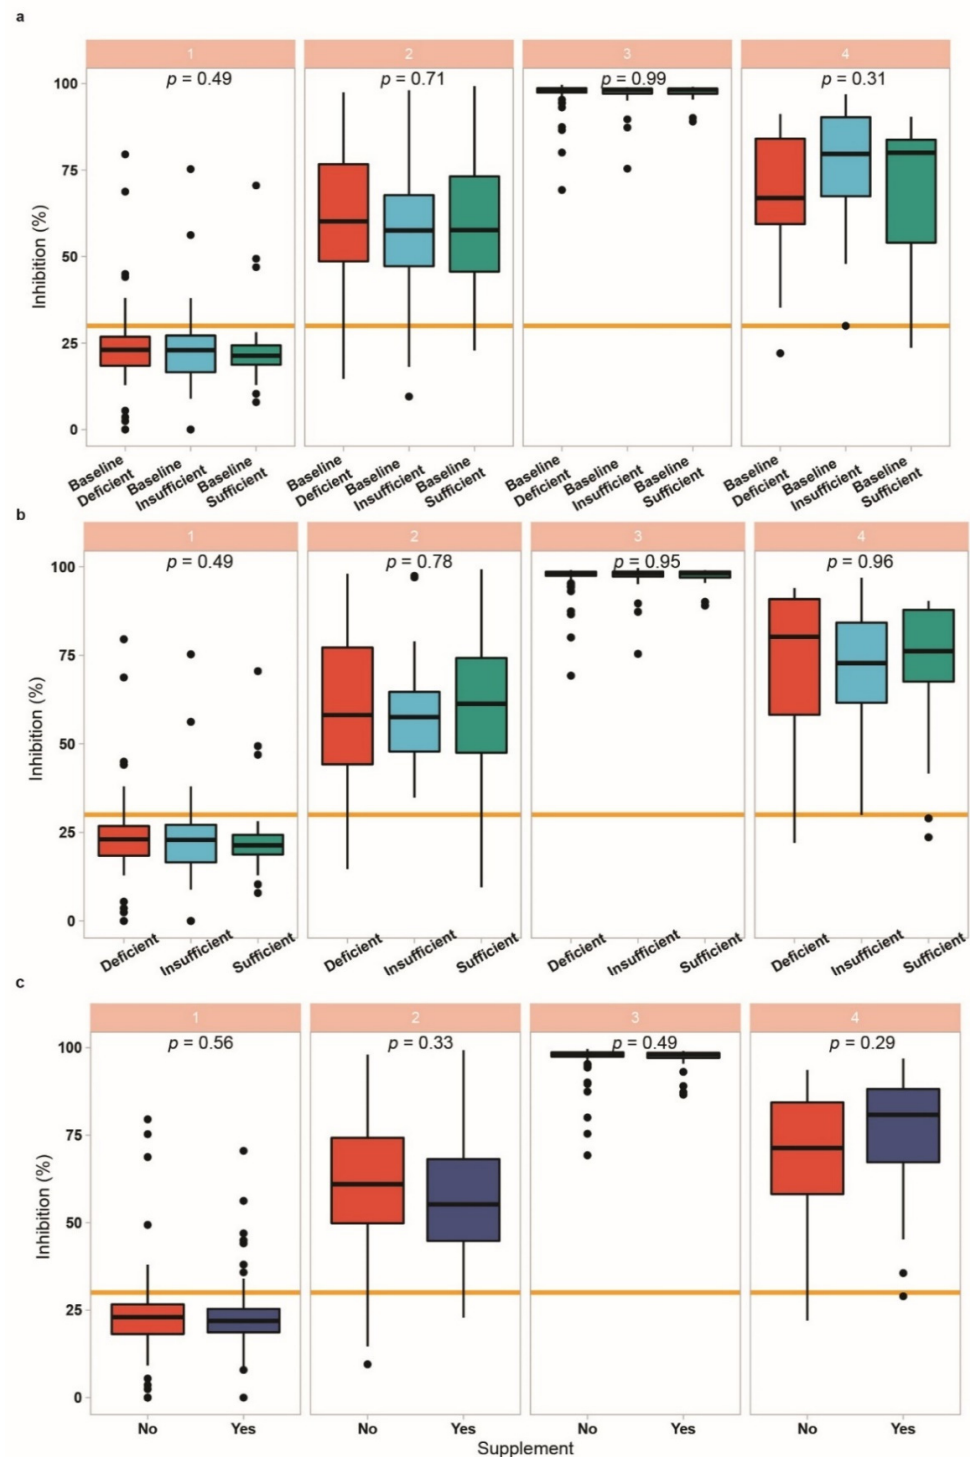 a
1 2 3 4
p = 0.49 p = 0.71 p = 0.99 p = 0.31
100
75
50
25
0
Inhibition (%)
Baseline Deficient Baseline Insufficient Baseline Sufficient Baseline Deficient Baseline Insufficient Baseline Sufficient Baseline Deficient Baseline Insufficient Baseline Sufficient Baseline Deficient Baseline Insufficient Baseline Sufficient
b
1 2 3 4
p = 0.49 p = 0.78 p = 0.95 p = 0.96
100
75
50
25
0
Inhibition (%)
Deficient Insufficient Sufficient Deficient Insufficient Sufficient Deficient Insufficient Sufficient Deficient Insufficient Sufficient
c
1 2 3 4
p = 0.56 p = 0.33 p = 0.49 p = 0.29
100
75
50
25
0
Inhibition (%)
No Yes No Yes No Yes No Yes
Supplement